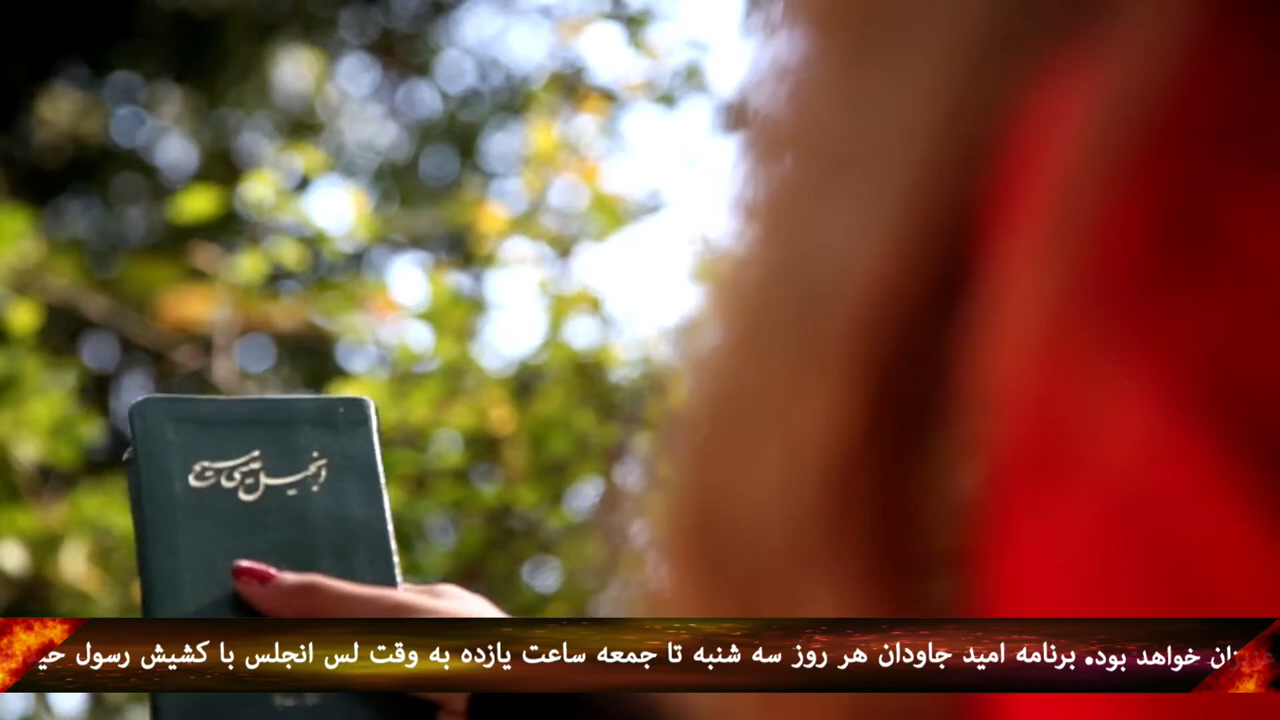 انجیل عیسی مسیح
خواهد بود. برنامه امید جاودان هر روز سه شنبه تا جمعه ساعت یازده به وقت لس انجلس با کشیش رسول